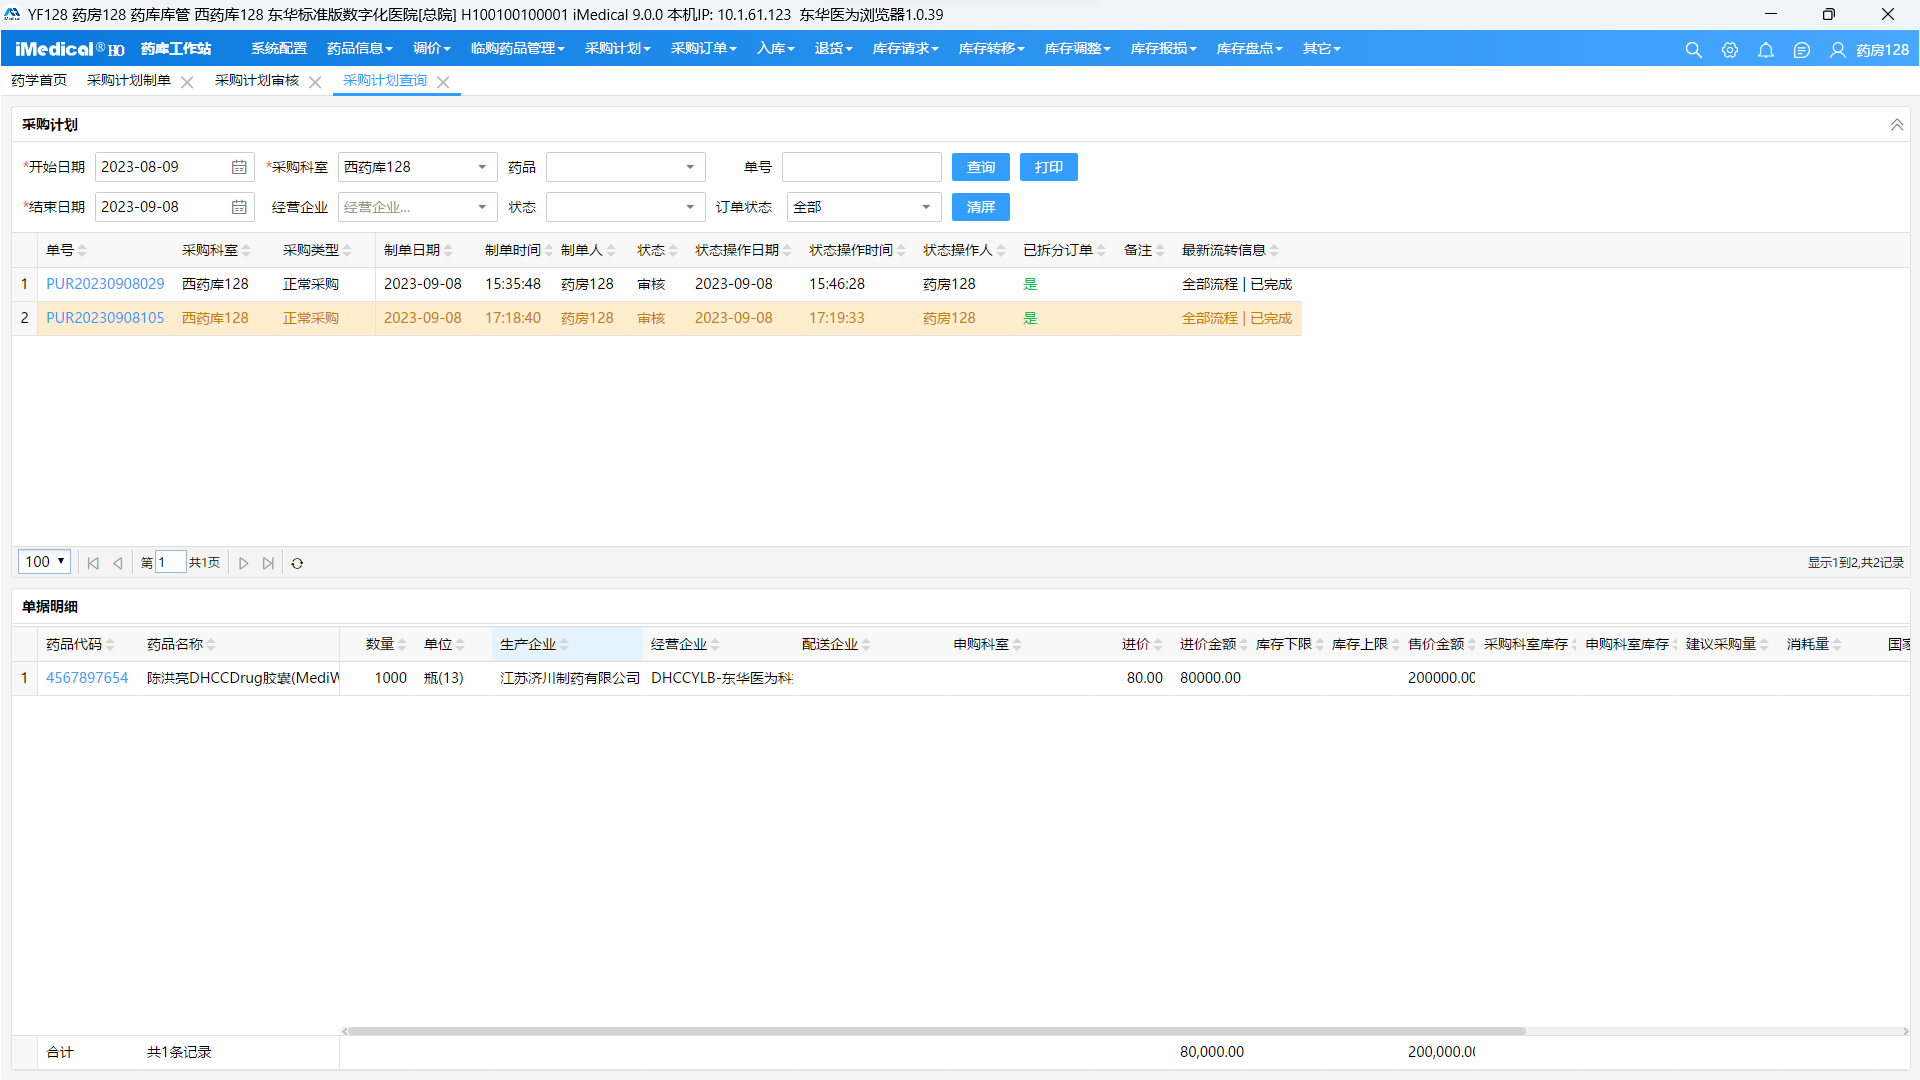 YF128 药房128 药库库管 西药库128 东华标准版数字化医院[总院] H100100100001 iMedical 9.0.0 本机IP: 10.1.61.123 东华医为浏览器1.0.39
iMedical®HO 药库工作站 系统配置 药品信息 调价 临购药品管理 采购计划 采购订单 入库 退货 库存请求 库存转移 库存调整 库存报损 库存盘点 其它 药房128
药学首页 采购计划制单 采购计划审核 采购计划查询
采购计划
*开始日期 2023-08-09 *采购科室 西药库128 药品 单号 查询 打印
*结束日期 2023-09-08 经营企业 经营企业... 状态 订单状态 全部 清屏
单号 采购科室 采购类型 制单日期 制单时间 制单人 状态 状态操作日期 状态操作时间 状态操作人 已拆分订单 备注 最新流转信息
1 PUR20230908029 西药库128 正常采购 2023-09-08 15:35:48 药房128 审核 2023-09-08 15:46:28 药房128 是 全部流程 | 已完成
2 PUR20230908105 西药库128 正常采购 2023-09-08 17:18:40 药房128 审核 2023-09-08 17:19:33 药房128 是 全部流程 | 已完成
100 第 1 共1页 显示1到2,共2记录
单据明细
药品代码 药品名称 数量 单位 生产企业 经营企业 配送企业 申购科室 进价 进价金额 库存下限 库存上限 售价金额 采购科室库存 申购科室库存 建议采购量 消耗量 国家
1 4567897654 陈洪亮DHCCDrug胶囊(MediW 1000 瓶(13) 江苏济川制药有限公司 DHCCYLB-东华医为科 80.00 80000.00 200000.00
合计 共1条记录 80,000.00 200,000.00